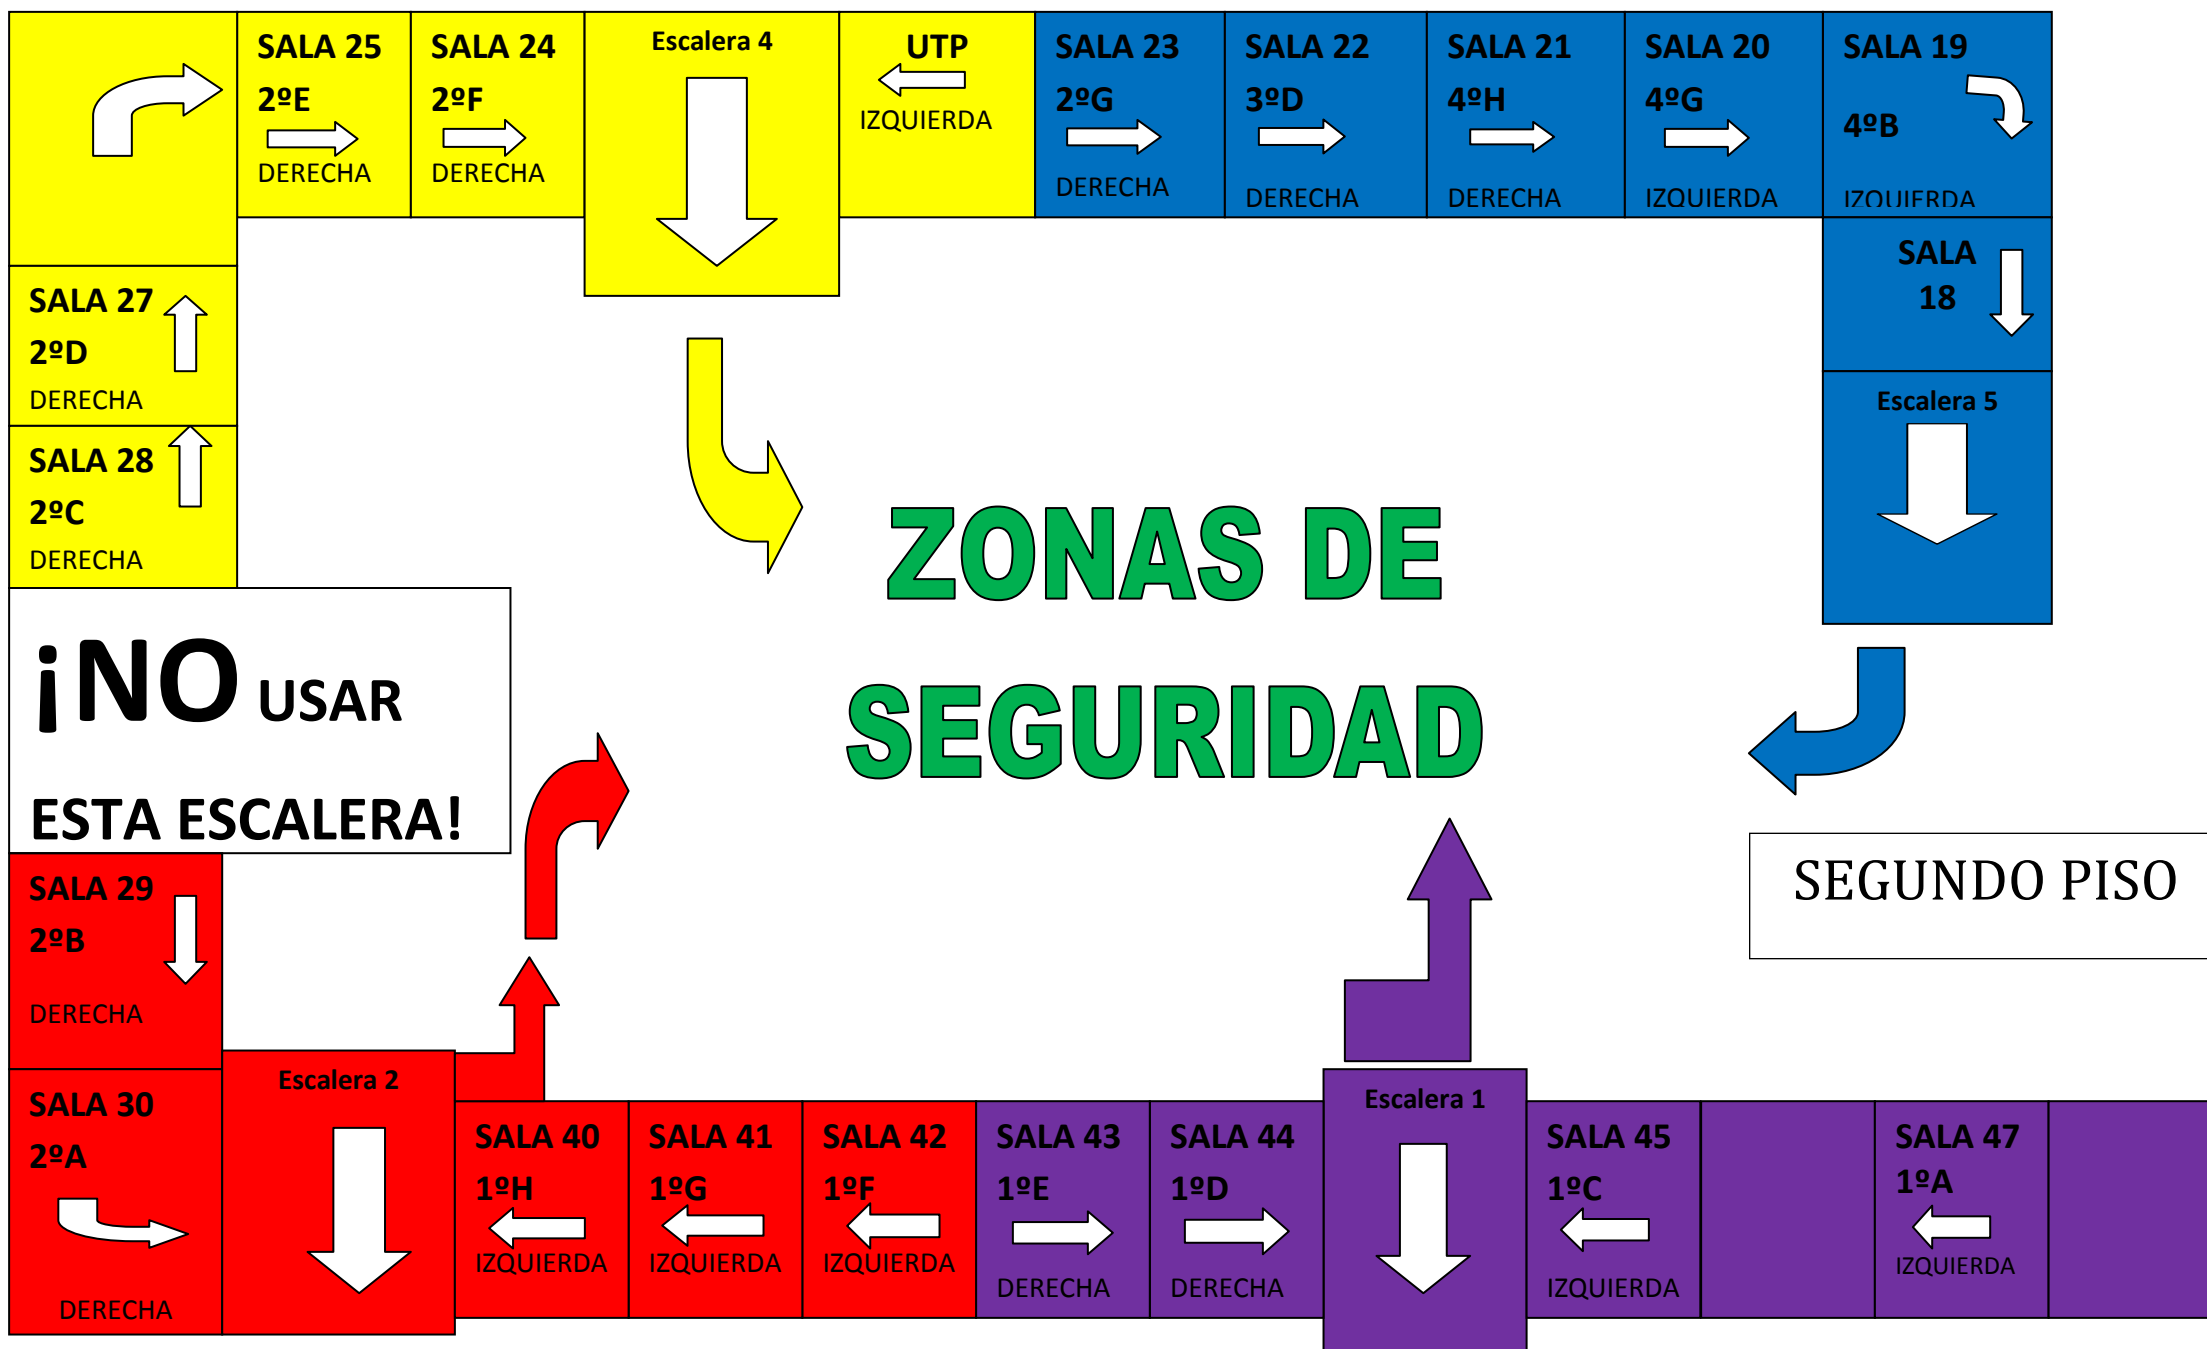 SALA 25
2ºE
DERECHA
SALA 24
2ºF
DERECHA
Escalera 4
UTP
IZQUIERDA
SALA 23
2ºG
DERECHA
SALA 22
3ºD
DERECHA
SALA 21
4ºH
DERECHA
SALA 20
4ºG
IZQUIERDA
SALA 19
4ºB
IZQUIERDA
SALA
18
Escalera 5
SALA 27
2ºD
DERECHA
SALA 28
2ºC
DERECHA
¡NO USAR
ESTA ESCALERA!
ZONAS DE
SEGURIDAD
SEGUNDO PISO
SALA 29
2ºB
DERECHA
SALA 30
2ºA
DERECHA
Escalera 2
SALA 40
1ºH
IZQUIERDA
SALA 41
1ºG
IZQUIERDA
SALA 42
1ºF
IZQUIERDA
SALA 43
1ºE
DERECHA
SALA 44
1ºD
DERECHA
Escalera 1
SALA 45
1ºC
IZQUIERDA
SALA 47
1ºA
IZQUIERDA